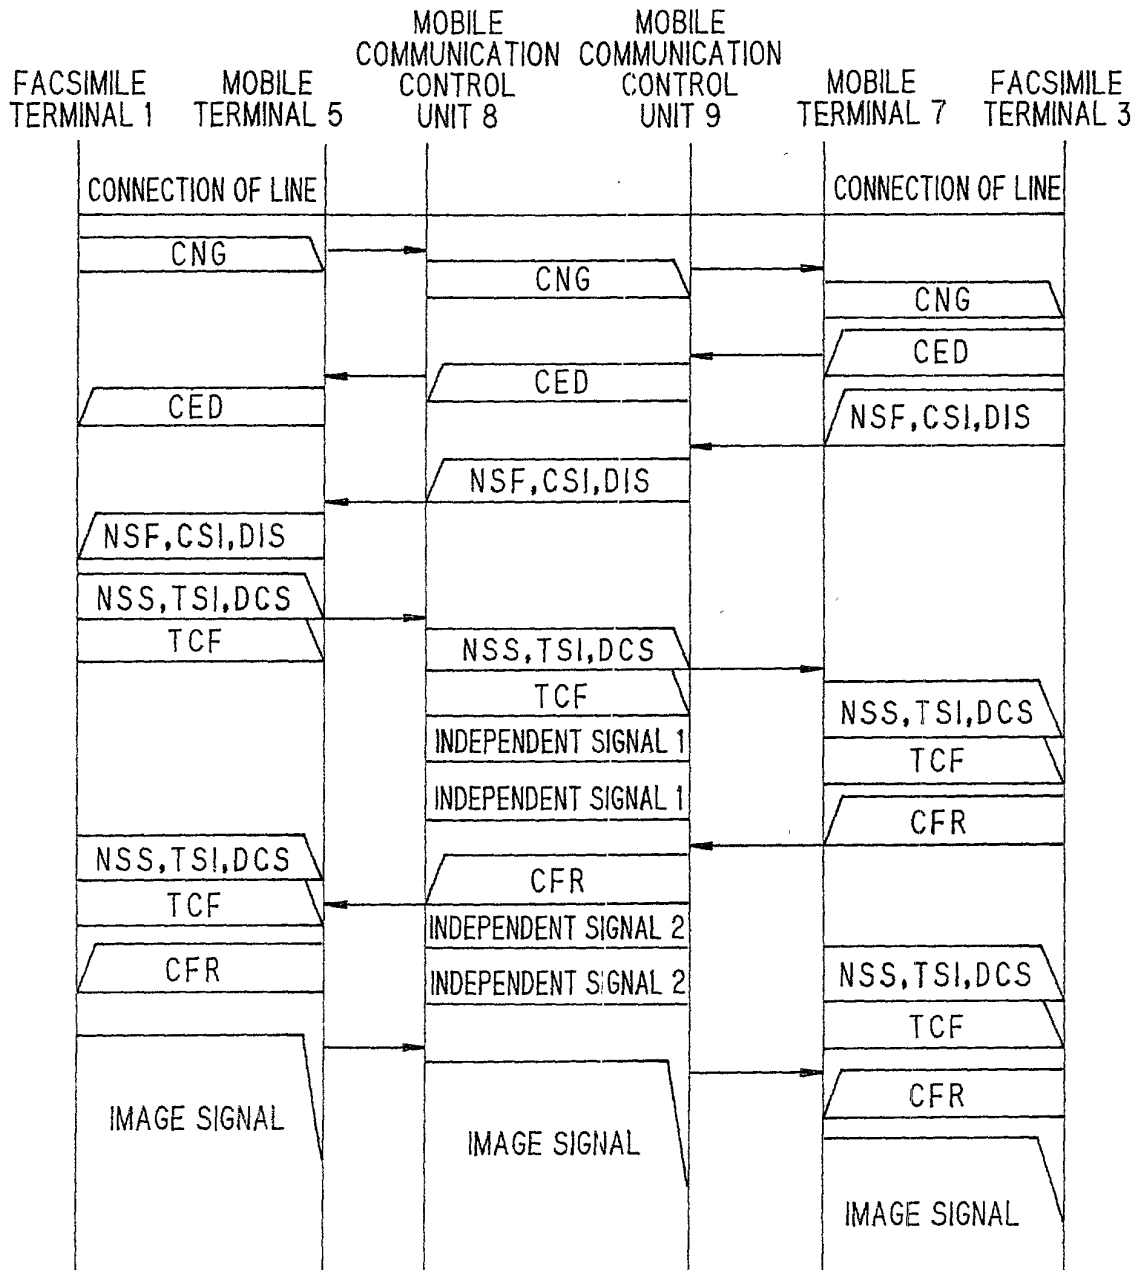 MOBILE
COMMUNICATION
CONTROL
UNIT 8
MOBILE
COMMUNICATION
CONTROL
UNIT 9
FACSIMILE
TERMINAL 1
MOBILE
TERMINAL 5
MOBILE
TERMINAL 7
FACSIMILE
TERMINAL 3
CONNECTION OF LINE
CONNECTION OF LINE
CNG
CNG
CNG
CED
CED
CED
NSF,CSI,DIS
NSF,CSI,DIS
NSF,CSI,DIS
NSS,TSI,DCS
TCF
NSS,TSI,DCS
TCF
NSS,TSI,DCS
INDEPENDENT SIGNAL 1
TCF
INDEPENDENT SIGNAL 1
CFR
NSS,TSI,DCS
CFR
TCF
INDEPENDENT SIGNAL 2
CFR
INDEPENDENT SIGNAL 2
NSS,TSI,DCS
TCF
CFR
IMAGE SIGNAL
IMAGE SIGNAL
IMAGE SIGNAL